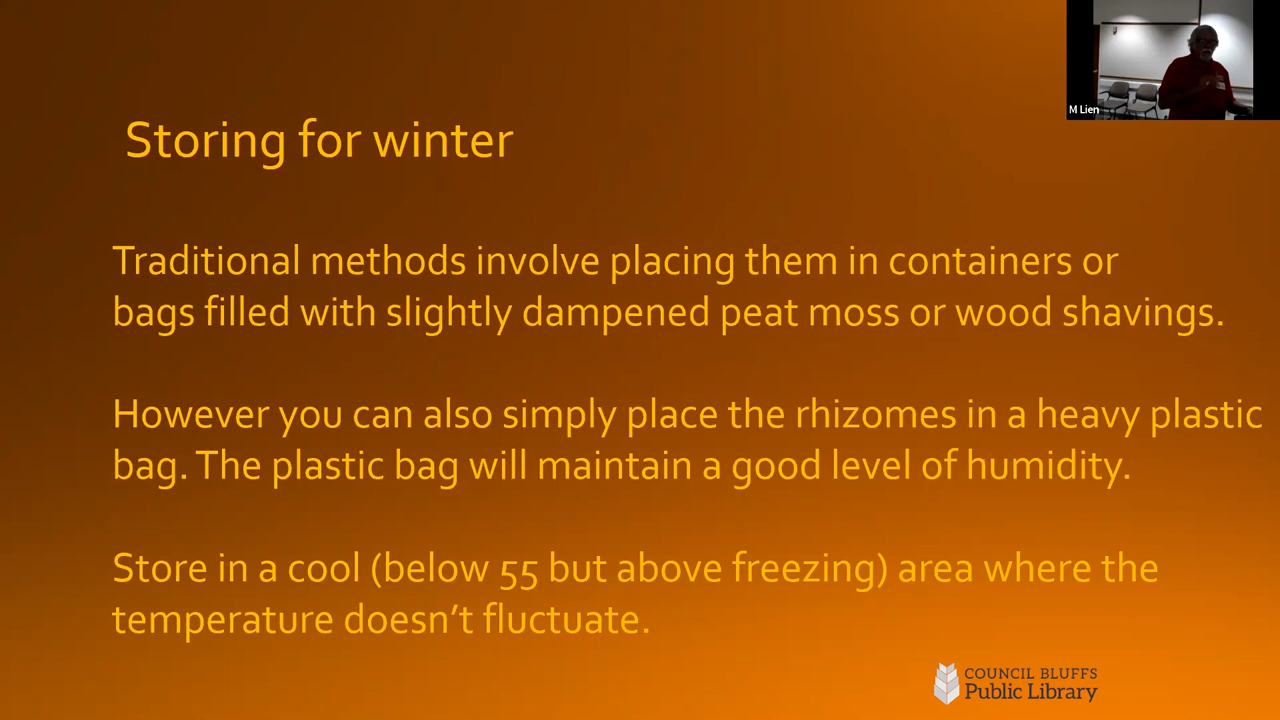 M Lien
Storing for winter
Traditional methods involve placing them in containers or
bags filled with slightly dampened peat moss or wood shavings.
However you can also simply place the rhizomes in a heavy plastic
bag. The plastic bag will maintain a good level of humidity.
Store in a cool (below 55 but above freezing) area where the
temperature doesn’t fluctuate.
COUNCIL BLUFFS
Public Library